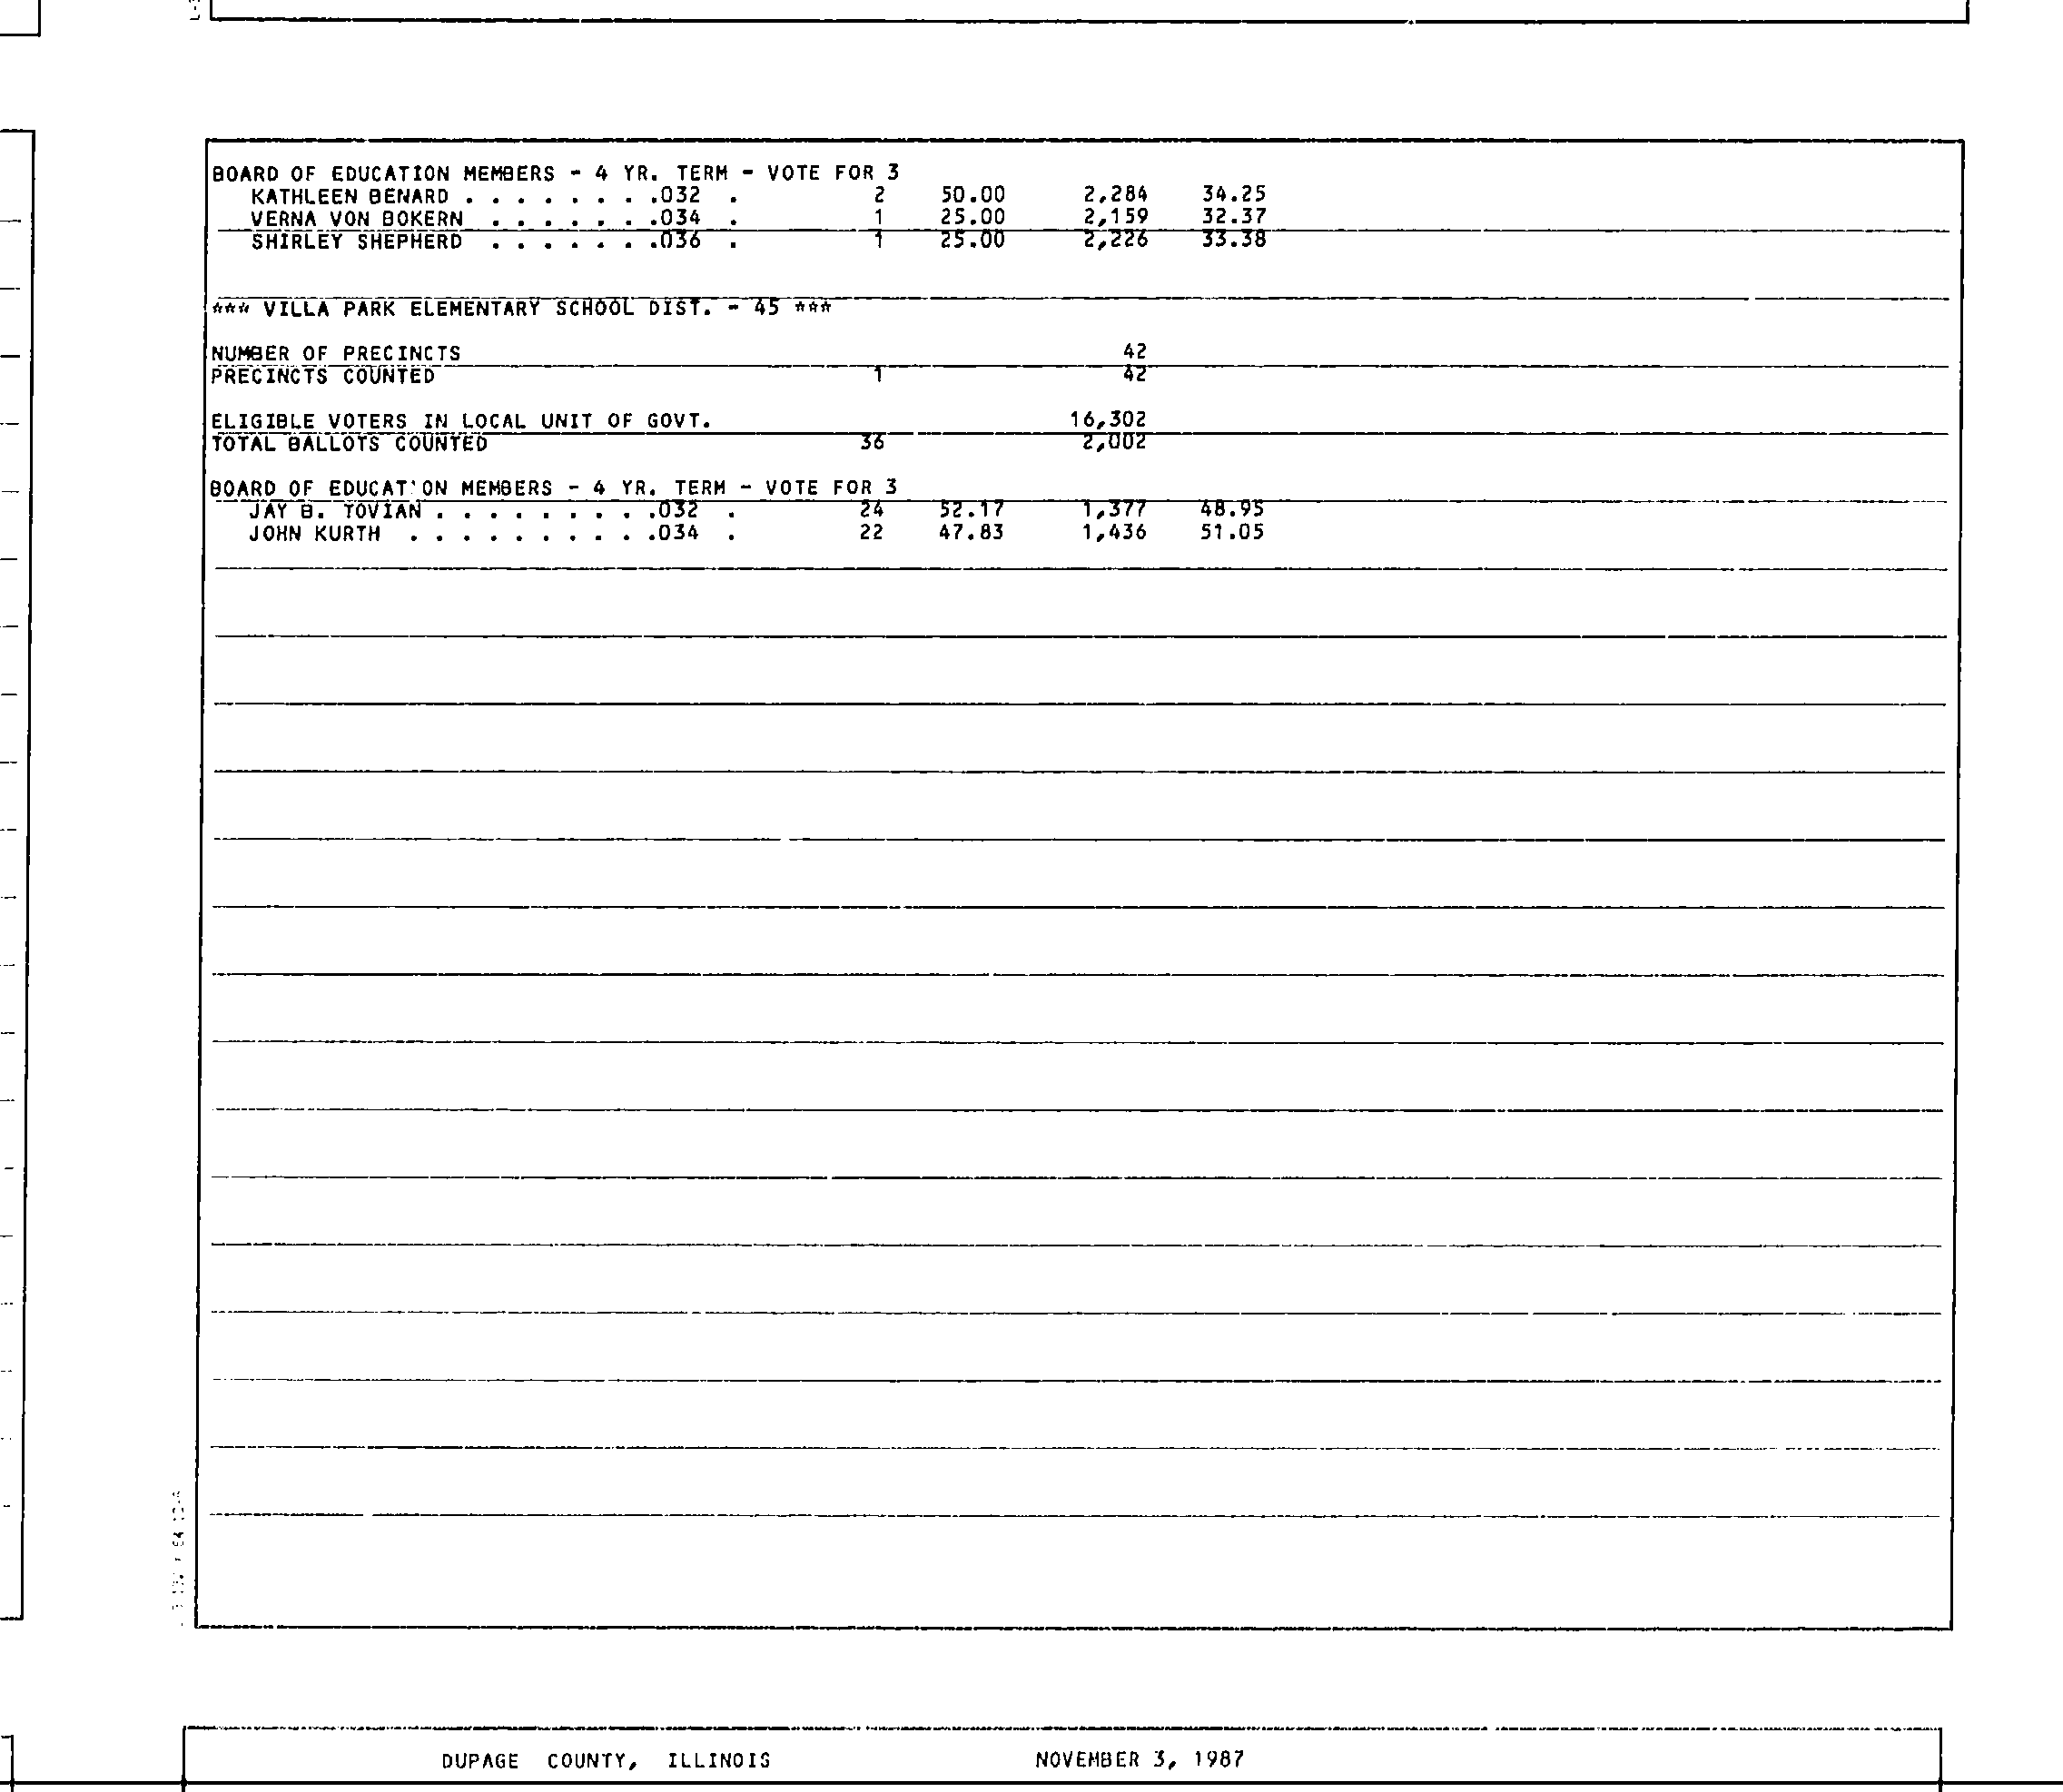 BOARD OF EDUCATION MEMBERS - 4 YR. TERM - VOTE FOR 3
KATHLEEN BENARD . . . . . . . .032 . 2 50.00 2,284 34.25
VERNA VON BOKERN . . . . . . .034 . 1 25.00 2,159 32.37
SHIRLEY SHEPHERD . . . . . . .036 . 1 25.00 2,226 33.38
*** VILLA PARK ELEMENTARY SCHOOL DIST. - 45 ***
NUMBER OF PRECINCTS 42
PRECINCTS COUNTED 1 42
ELIGIBLE VOTERS IN LOCAL UNIT OF GOVT. 16,302
TOTAL BALLOTS COUNTED 36 2,002
BOARD OF EDUCAT'ON MEMBERS - 4 YR. TERM - VOTE FOR 3
JAY B. TOVIAN . . . . . . . . .032 . 24 52.17 1,377 48.95
JOHN KURTH . . . . . . . . . .034 . 22 47.83 1,436 51.05
DUPAGE COUNTY, ILLINOIS NOVEMBER 3, 1987